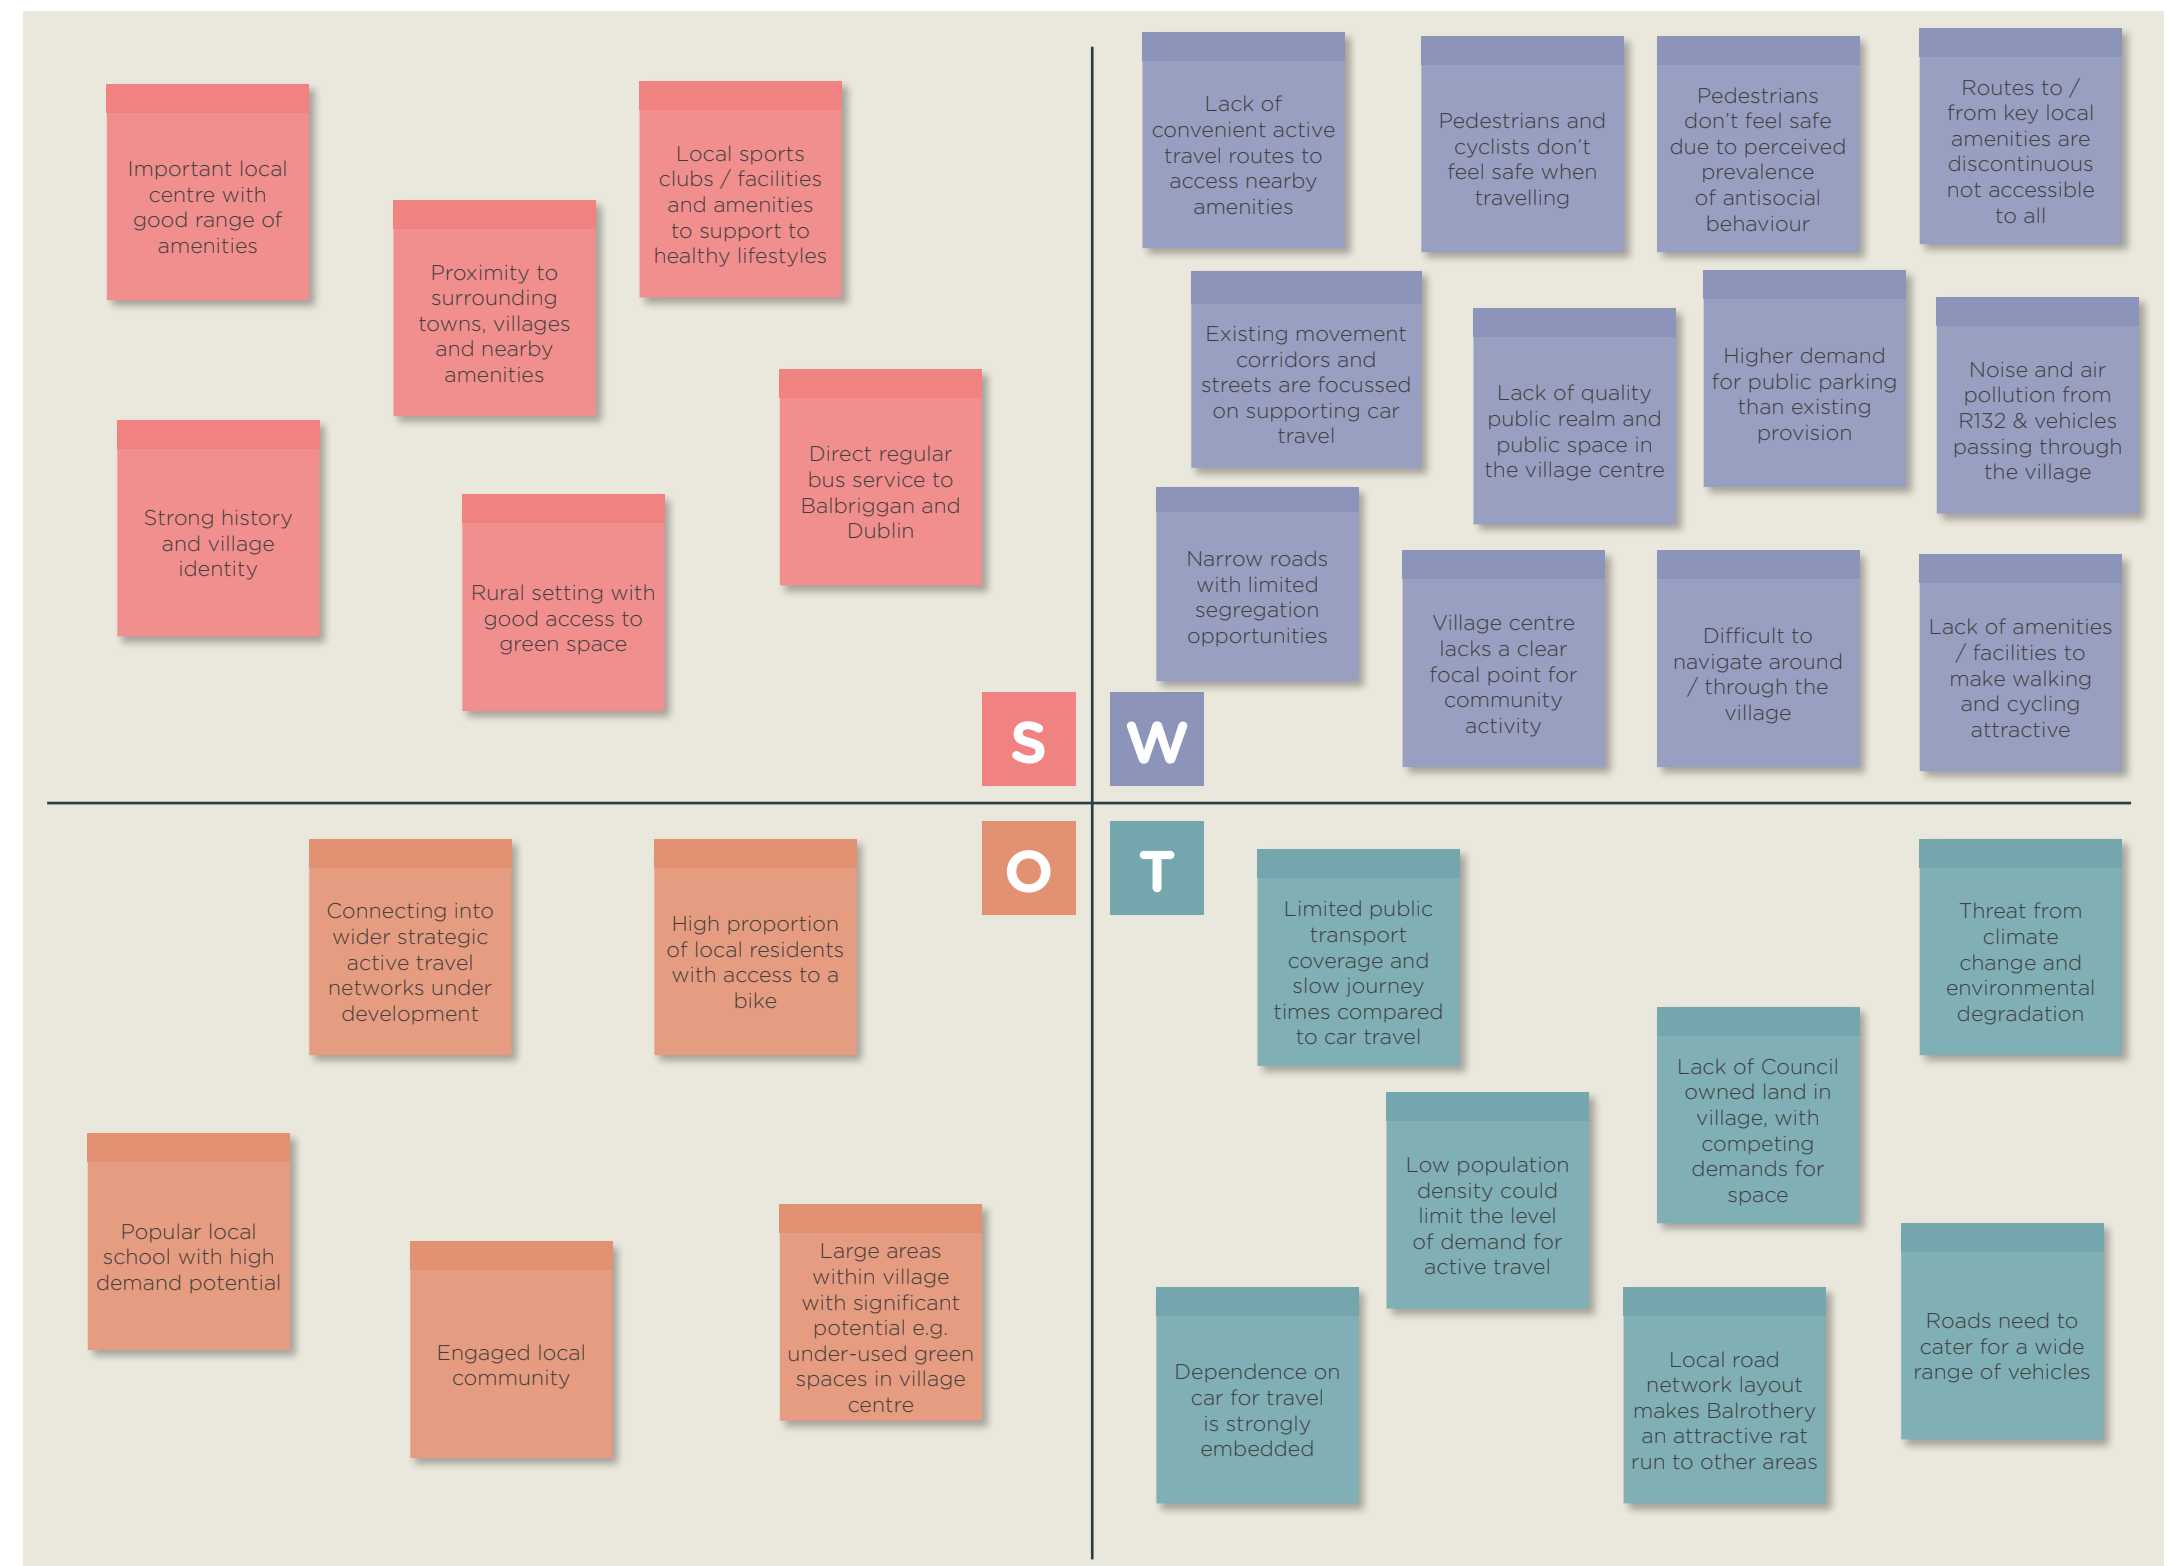 Important local
centre with
good range of
amenities
Proximity to
surrounding
towns, villages
and nearby
amenities
Local sports
clubs / facilities
and amenities
to support to
healthy lifestyles
Strong history
and village
identity
Rural setting with
good access to
green space
Direct regular
bus service to
Balbriggan and
Dublin
S
Lack of
convenient active
travel routes to
access nearby
amenities
Pedestrians and
cyclists don't
feel safe when
travelling
Pedestrians
don't feel safe
due to perceived
prevalence
of antisocial
behaviour
Routes to /
from key local
amenities are
discontinuous
not accessible
to all
Existing movement
corridors and
streets are focussed
on supporting car
travel
Lack of quality
public realm and
public space in
the village centre
Higher demand
for public parking
than existing
provision
Noise and air
pollution from
R132 & vehicles
passing through
the village
Narrow roads
with limited
segregation
opportunities
Village centre
lacks a clear
focal point for
community
activity
Difficult to
navigate around
/ through the
village
Lack of amenities
/ facilities to
make walking
and cycling
attractive
W
O
Connecting into
wider strategic
active travel
networks under
development
High proportion
of local residents
with access to a
bike
Popular local
school with high
demand potential
Engaged local
community
Large areas
within village
with significant
potential e.g.
under-used green
spaces in village
centre
T
Limited public
transport
coverage and
slow journey
times compared
to car travel
Threat from
climate
change and
environmental
degradation
Lack of Council
owned land in
village, with
competing
demands for
space
Low population
density could
limit the level
of demand for
active travel
Roads need to
cater for a wide
range of vehicles
Dependence on
car for travel
is strongly
embedded
Local road
network layout
makes Balrothery
an attractive rat
run to other areas